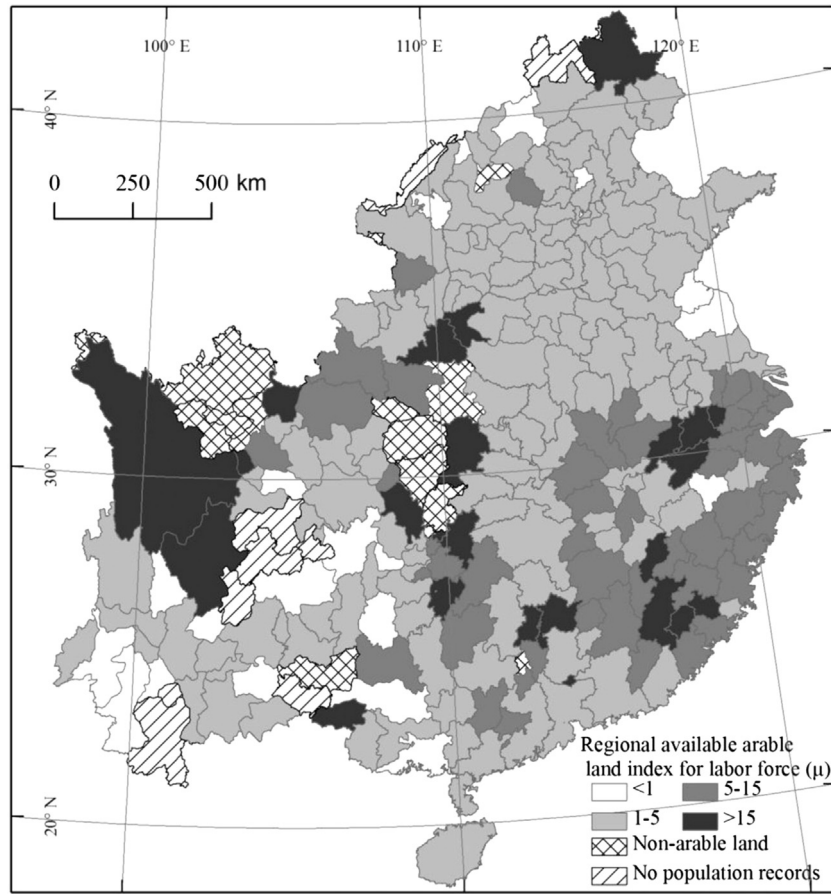 100° E 110° E 120° E
40° N
0 250 500 km
30° N
20° N
Regional available arable
land index for labor force (μ)
<1 5-15
1-5 >15
Non-arable land
No population records